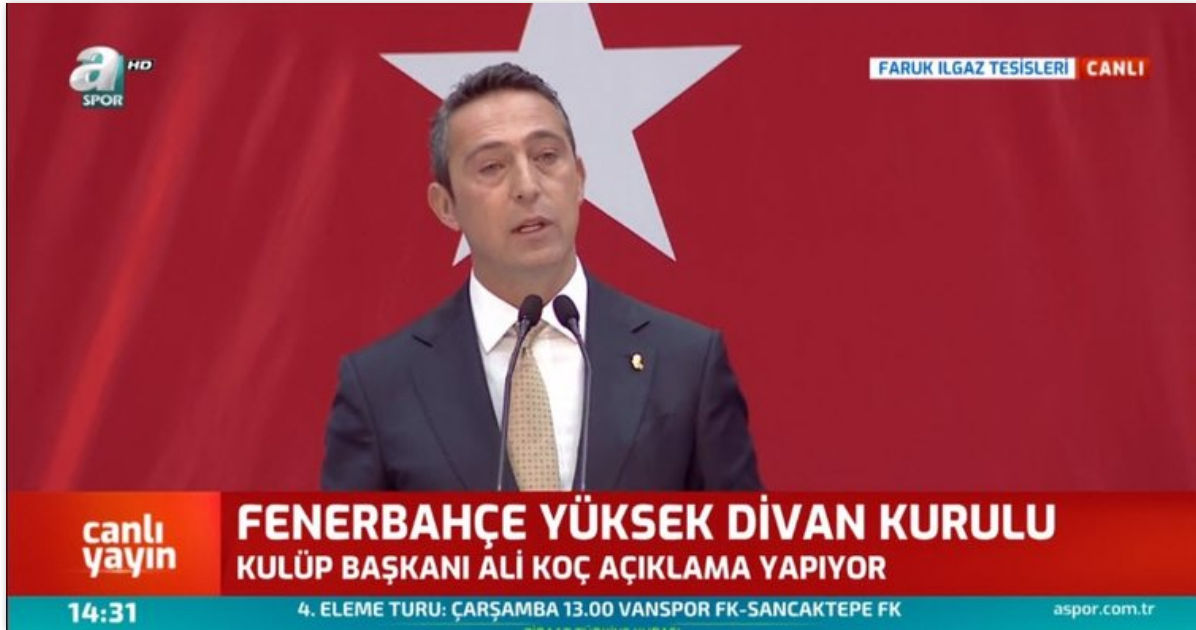 a HD
SPOR
FARUK ILGAZ TESİSLERİ CANLI
canlı
yayın
FENERBAHÇE YÜKSEK DİVAN KURULU
KULÜP BAŞKANI ALİ KOÇ AÇIKLAMA YAPIYOR
14:31
4. ELEME TURU: ÇARŞAMBA 13.00 VANSPOR FK-SANCAKTEPE FK
aspor.com.tr